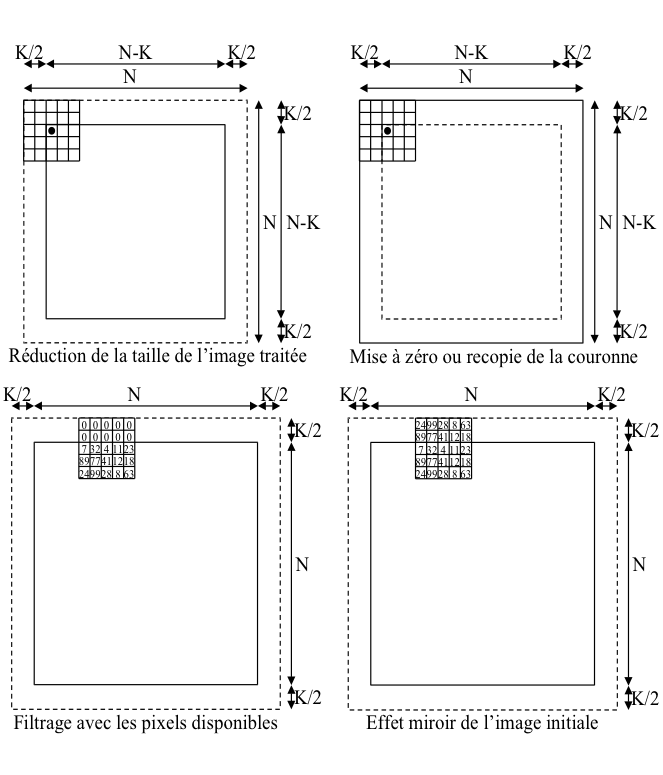 K/2 N-K K/2
N
K/2
N N-K
K/2
Réduction de la taille de l'image traitée
K/2 N-K K/2
N
K/2
N N-K
K/2
Mise à zéro ou recopie de la couronne
K/2 N K/2
0 0 0 0 0
0 0 0 0 0
7 32 4 11 23
89 77 41 12 18
24 99 28 8 63
K/2
N
K/2
Filtrage avec les pixels disponibles
K/2 N K/2
24 99 28 8 63
89 77 41 12 18
7 32 4 11 23
89 77 41 12 18
24 99 28 8 63
K/2
N
K/2
Effet miroir de l'image initiale